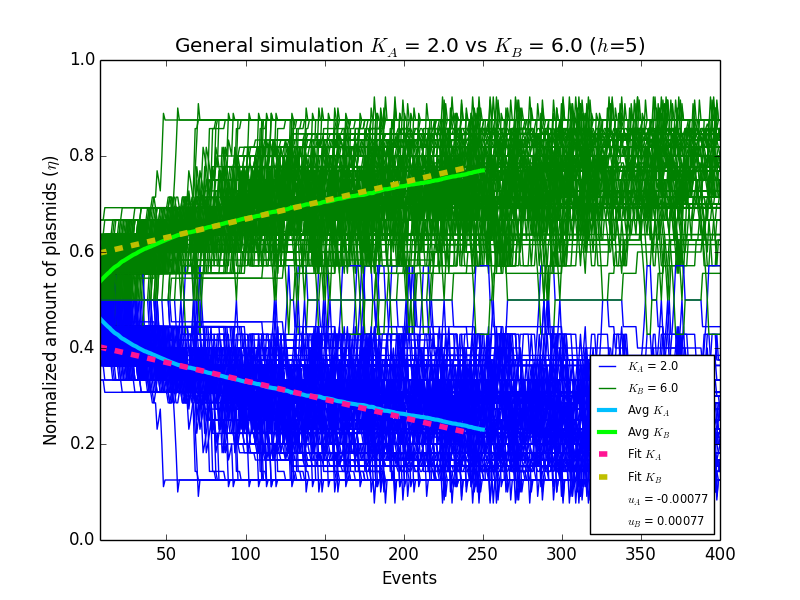 General simulation K_A = 2.0 vs K_B = 6.0 (h=5)
Normalized amount of plasmids (η)
1.0
0.8
0.6
0.4
0.2
0.0
50 100 150 200 250 300 350 400
Events
K_A = 2.0
K_B = 6.0
Avg K_A
Avg K_B
Fit K_A
Fit K_B
u_A = -0.00077
u_B = 0.00077